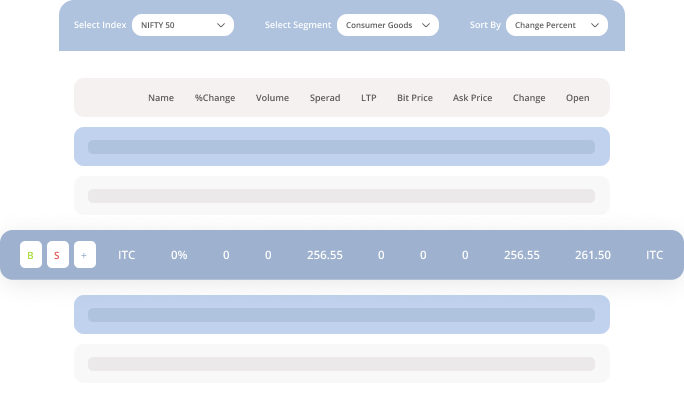 Select Index NIFTY 50 Select Segment Consumer Goods Sort By Change Percent
Name %Change Volume Sperad LTP Bit Price Ask Price Change Open
B S + ITC 0% 0 0 256.55 0 0 0 256.55 261.50 ITC